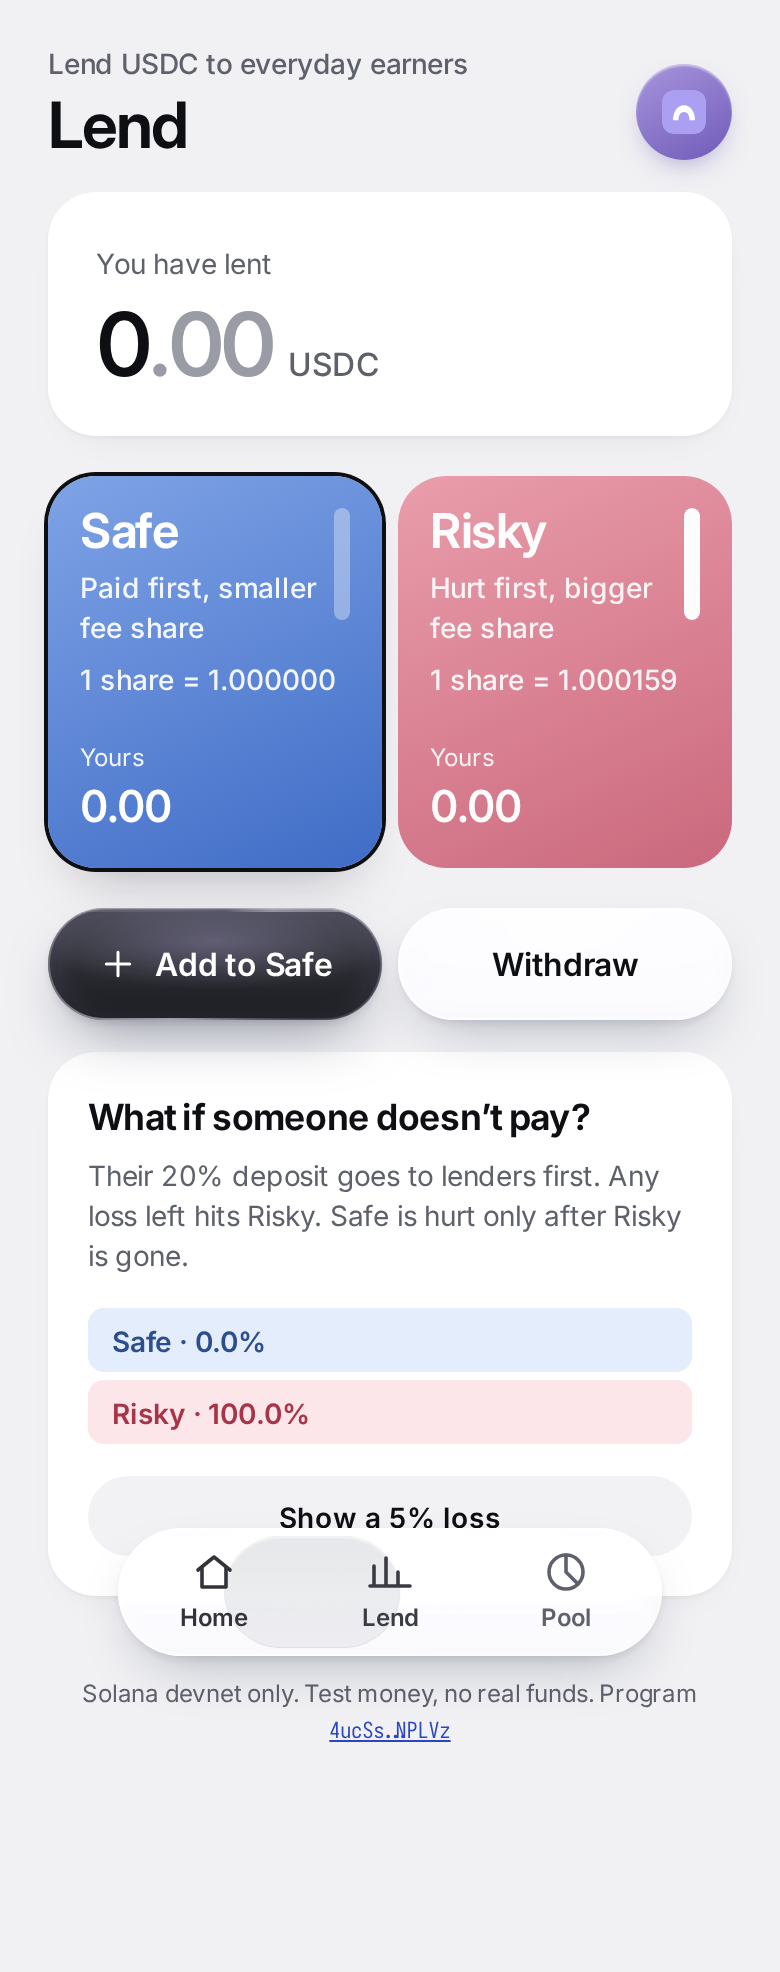 Lend USDC to everyday earners
Lend
You have lent
0.00 USDC
Safe
Paid first, smaller
fee share
1 share = 1.000000
Yours
0.00
Risky
Hurt first, bigger
fee share
1 share = 1.000159
Yours
0.00
Add to Safe
Withdraw
What if someone doesn’t pay?
Their 20% deposit goes to lenders first. Any
loss left hits Risky. Safe is hurt only after Risky
is gone.
Safe · 0.0%
Risky · 100.0%
Show a 5% loss
Home
Lend
Pool
Solana devnet only. Test money, no real funds. Program
4ucSs…NPLVz